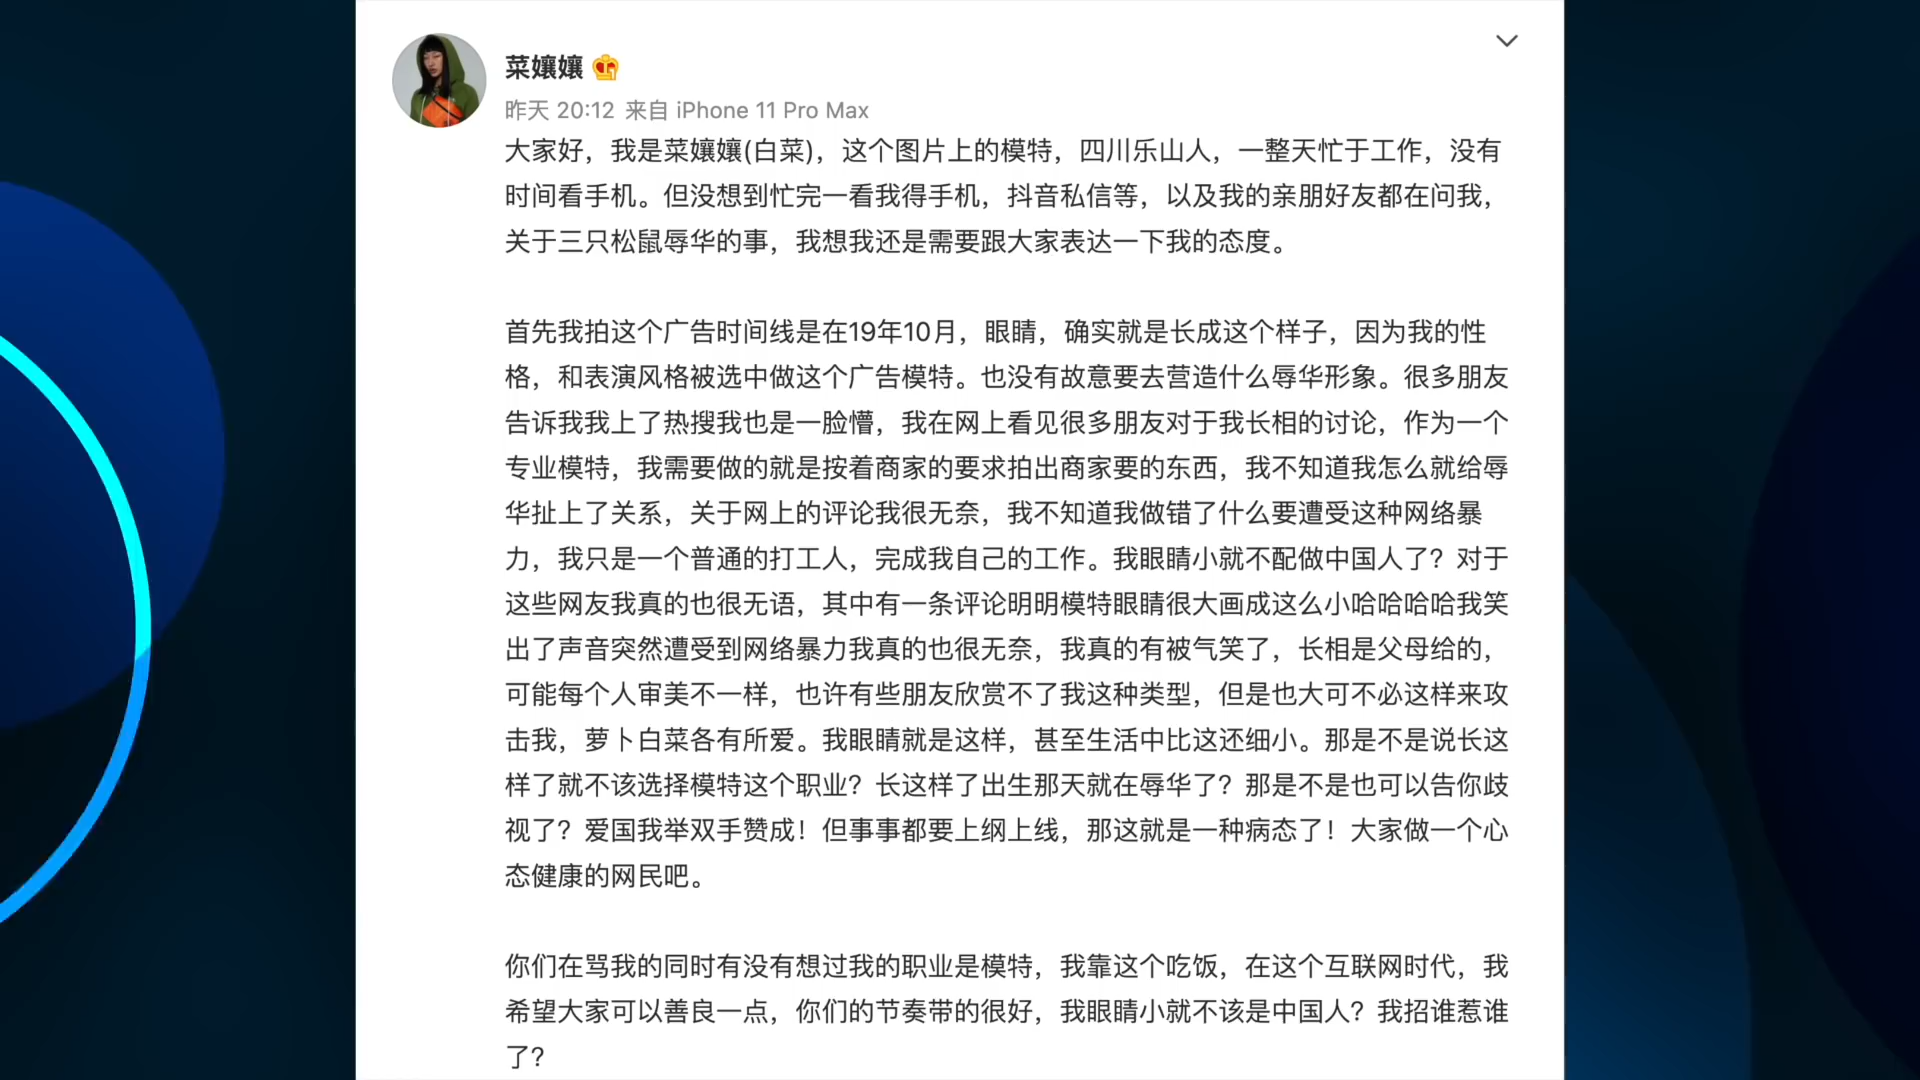 菜孃孃
昨天 20:12 来自 iPhone 11 Pro Max
大家好，我是菜孃孃(白菜)，这个图片上的模特，四川乐山人，一整天忙于工作，没有
时间看手机。但没想到忙完一看我得手机，抖音私信等，以及我的亲朋好友都在问我，
关于三只松鼠辱华的事，我想我还是需要跟大家表达一下我的态度。
首先我拍这个广告时间线是在19年10月，眼睛，确实就是长成这个样子，因为我的性
格，和表演风格被选中做这个广告模特。也没有故意要去营造什么辱华形象。很多朋友
告诉我我上了热搜我也是一脸懵，我在网上看见很多朋友对于我长相的讨论，作为一个
专业模特，我需要做的就是按着商家的要求拍出商家要的东西，我不知道我怎么就给辱
华扯上了关系，关于网上的评论我很无奈，我不知道我做错了什么要遭受这种网络暴
力，我只是一个普通的打工人，完成我自己的工作。我眼睛小就不配做中国人了？对于
这些网友我真的也很无语，其中有一条评论明明模特眼睛很大画成这么小哈哈哈哈我笑
出了声音突然遭受到网络暴力我真的也很无奈，我真的有被气笑了，长相是父母给的，
可能每个人审美不一样，也许有些朋友欣赏不了我这种类型，但是也大可不必这样来攻
击我，萝卜白菜各有所爱。我眼睛就是这样，甚至生活中比这还细小。那是不是说长这
样了就不该选择模特这个职业？长这样了出生那天就在辱华了？那是不是也可以告你歧
视了？爱国我举双手赞成！但事事都要上纲上线，那这就是一种病态了！大家做一个心
态健康的网民吧。
你们在骂我的同时有没有想过我的职业是模特，我靠这个吃饭，在这个互联网时代，我
希望大家可以善良一点，你们的节奏带的很好，我眼睛小就不该是中国人？我招谁惹谁
了？